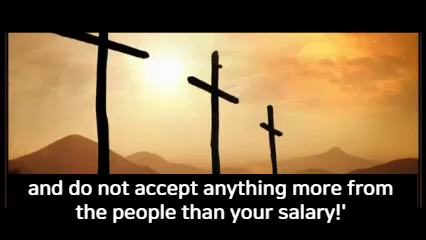 and do not accept anything more from
the people than your salary!'